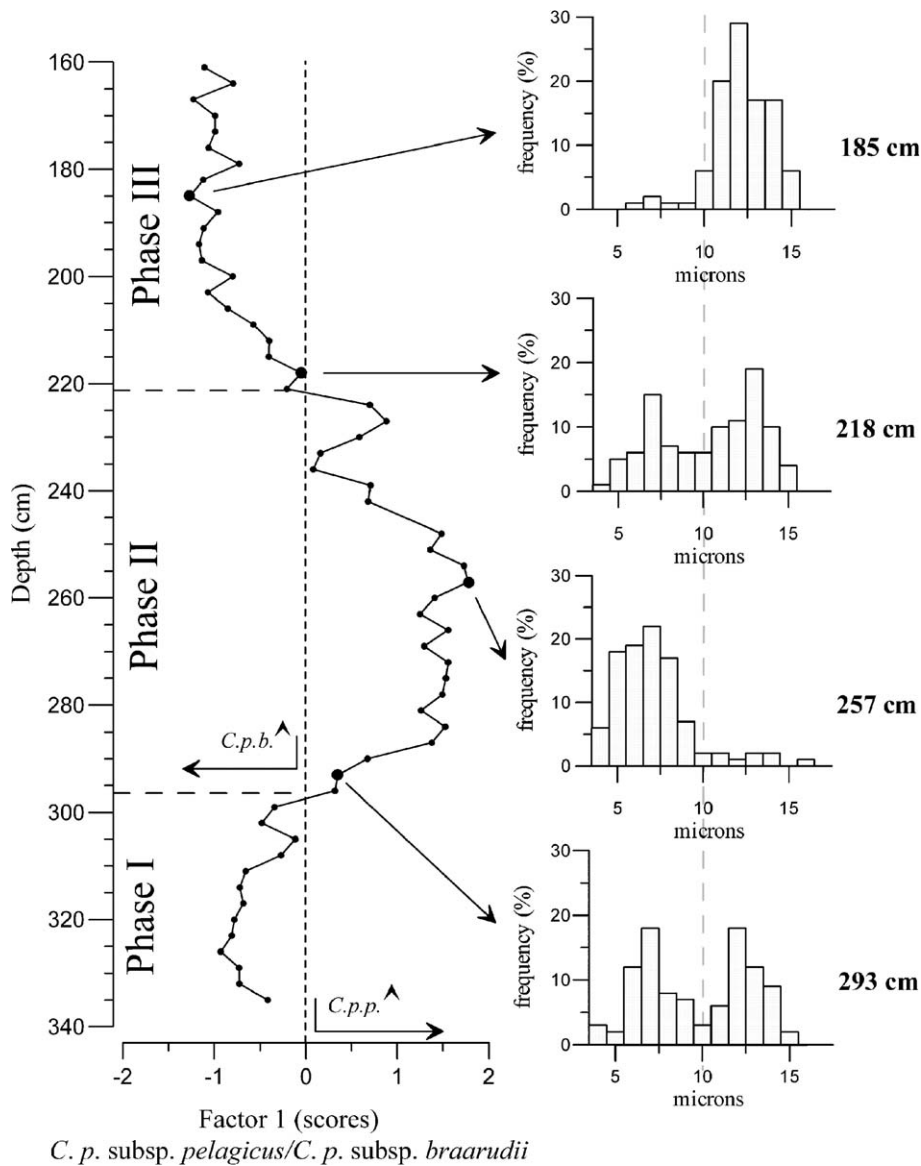 160
180
200
220
240
260
280
300
320
340
Depth (cm)
Phase III
Phase II
Phase I
C.p.b.^
C.p.p.^
-2 -1 0 1 2
Factor 1 (scores)
C. p. subsp. pelagicus/C. p. subsp. braarudii
frequency (%)
30
20
10
0
5 10 15
microns
185 cm
frequency (%)
30
20
10
0
5 10 15
microns
218 cm
frequency (%)
30
20
10
0
5 10 15
microns
257 cm
frequency (%)
30
20
10
0
5 10 15
microns
293 cm